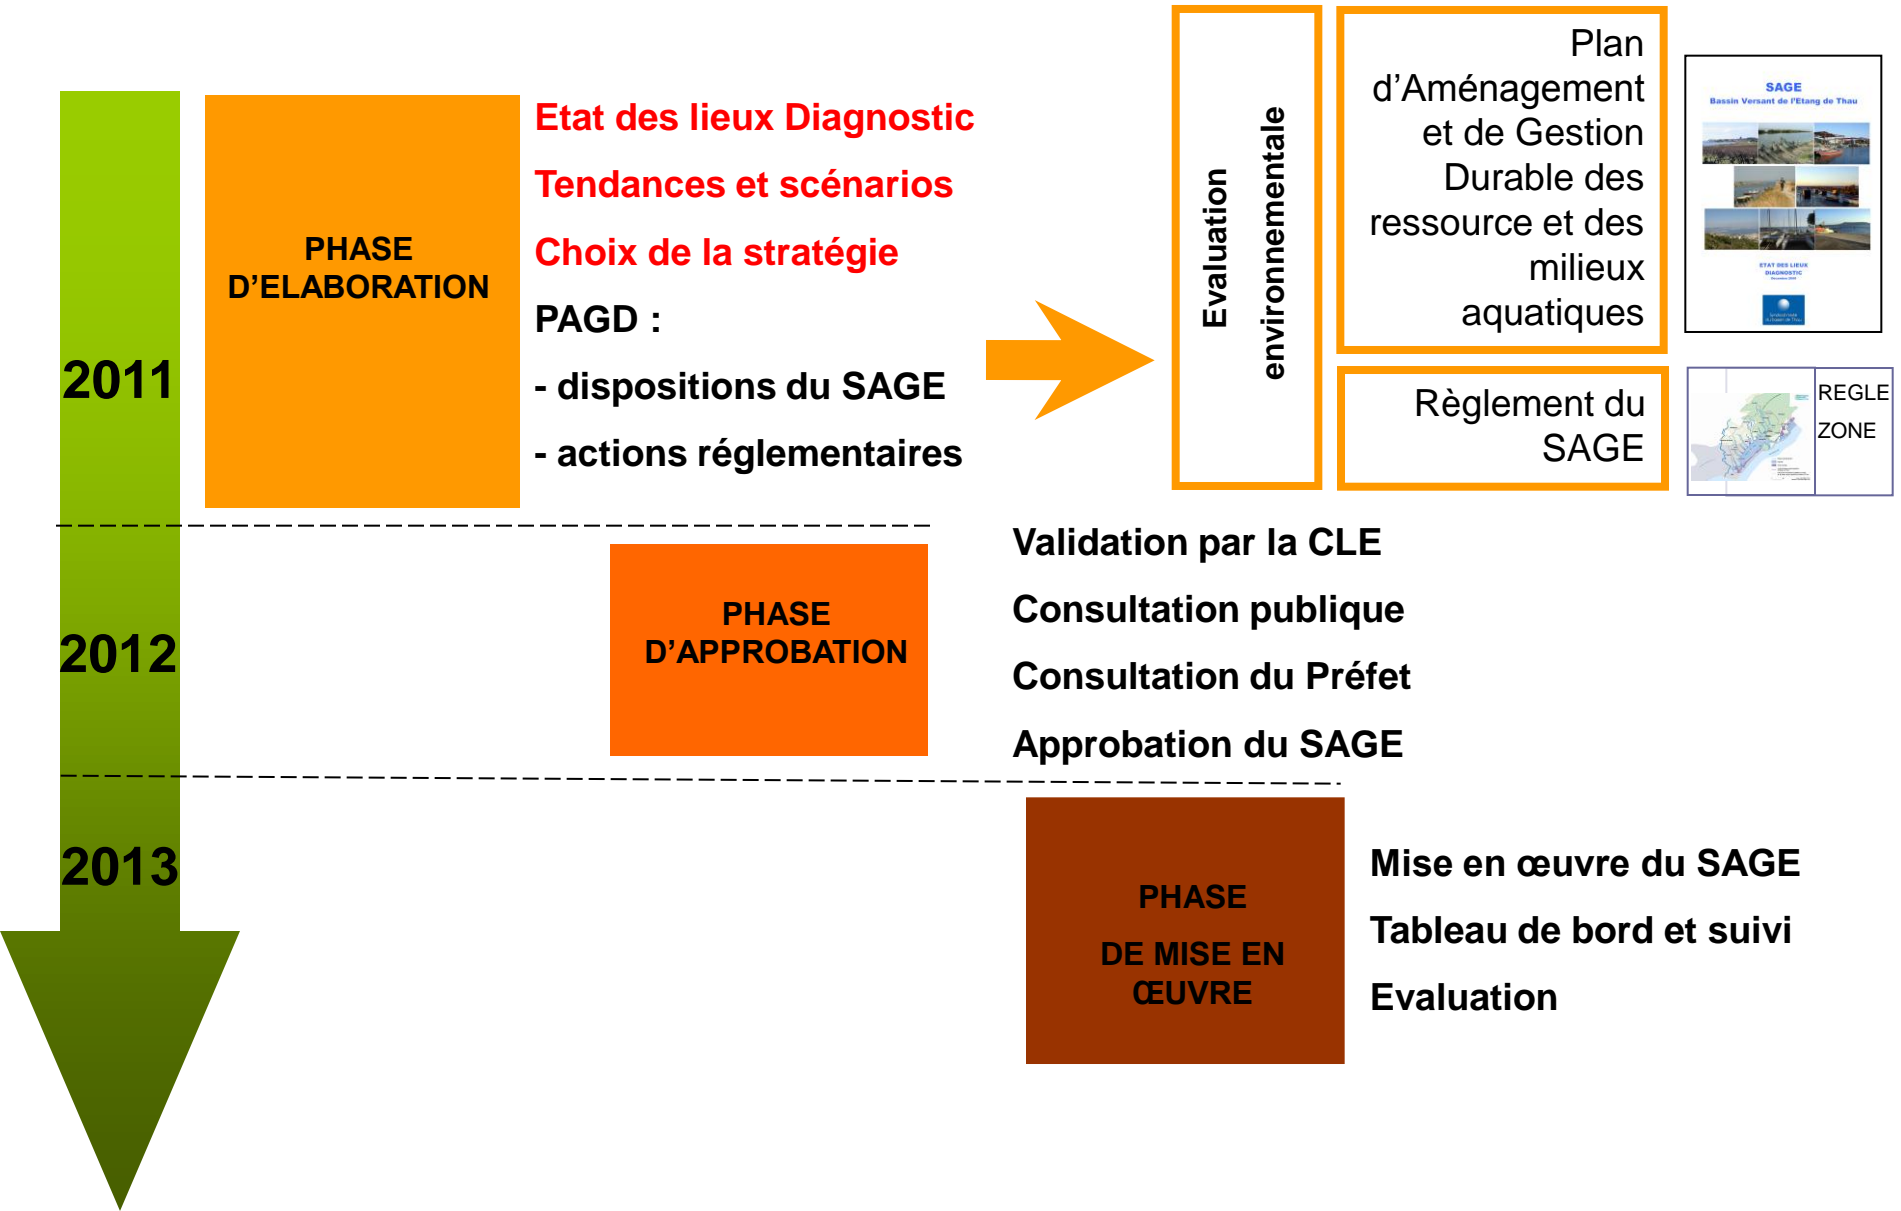 2011
PHASE
D'ELABORATION
Etat des lieux Diagnostic
Tendances et scénarios
Choix de la stratégie
PAGD :
- dispositions du SAGE
- actions réglementaires
Evaluation
environnementale
Plan
d'Aménagement
et de Gestion
Durable des
ressource et des
milieux
aquatiques
SAGE
Bassin Versant de l'Etang de Thau
ETAT DES LIEUX
DIAGNOSTIC
Règlement du
SAGE
REGLE
ZONE
2012
PHASE
D'APPROBATION
Validation par la CLE
Consultation publique
Consultation du Préfet
Approbation du SAGE
2013
PHASE
DE MISE EN
ŒUVRE
Mise en œuvre du SAGE
Tableau de bord et suivi
Evaluation